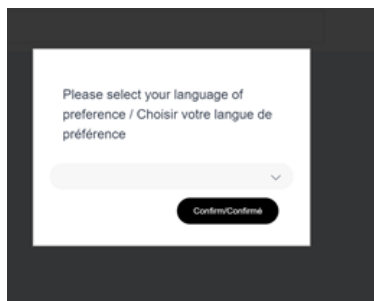 Please select your language of
preference / Choisir votre langue de
préférence
Confirm/Confirmé